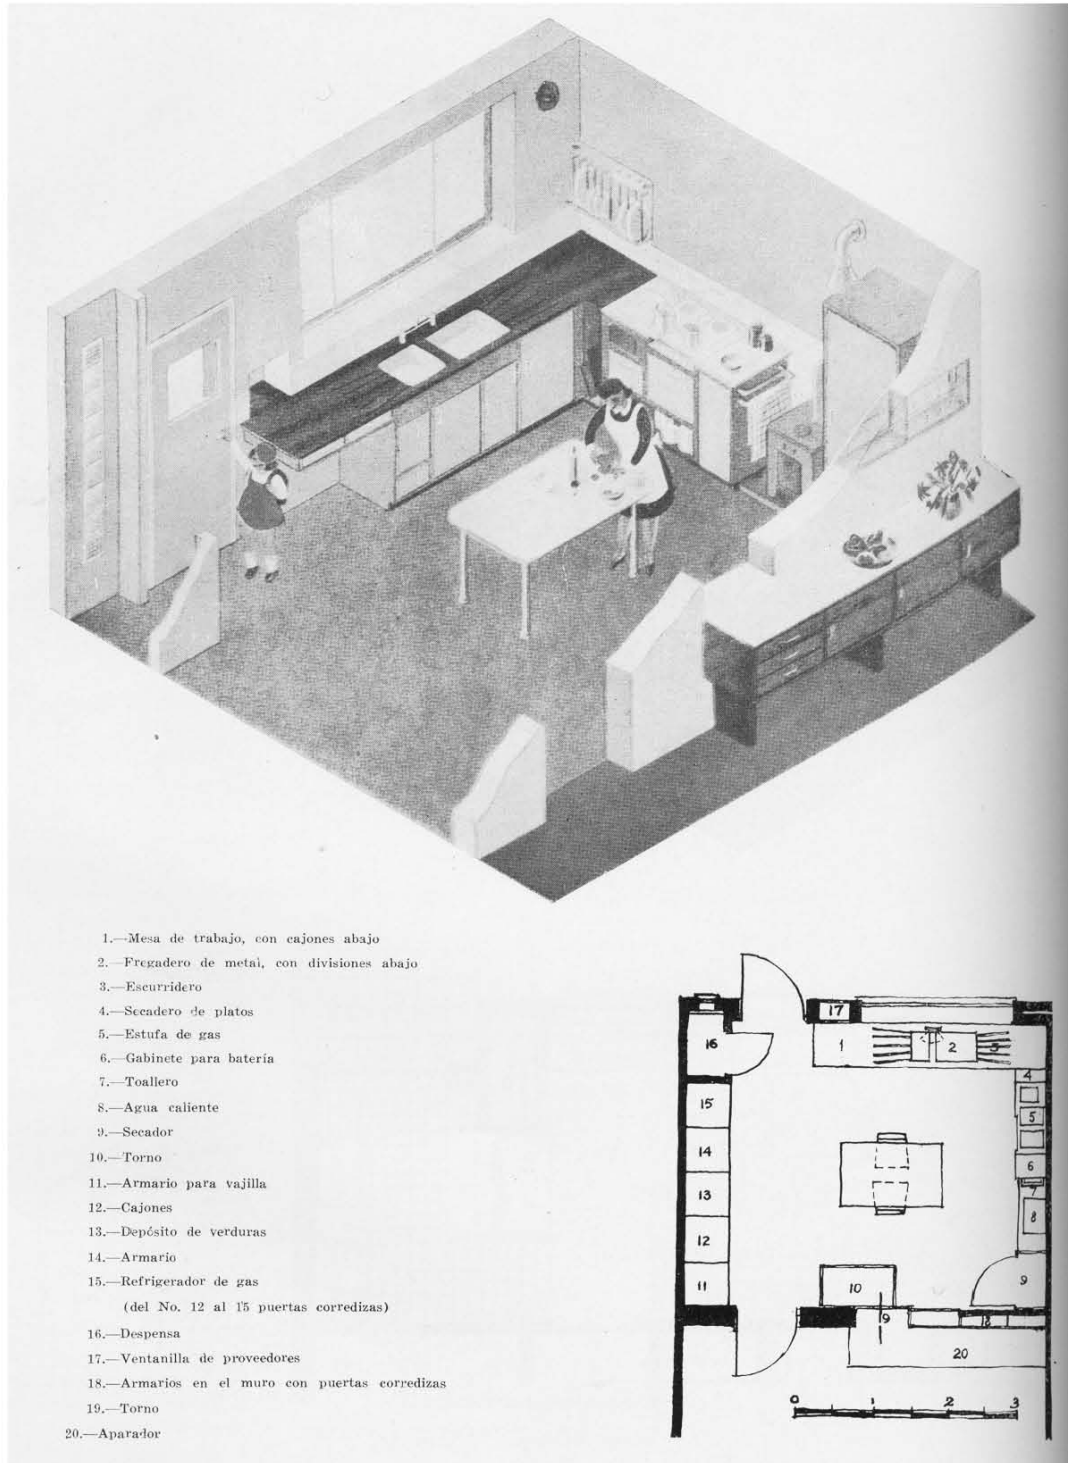 1.—Mesa de trabajo, con cajones abajo
2.—Fregadero de metal, con divisiones abajo
3.—Escurridero
4.—Secadero de platos
5.—Estufa de gas
6.—Gabinete para batería
7.—Toallero
8.—Agua caliente
9.—Secador
10.—Torno
11.—Armario para vajilla
12.—Cajones
13.—Depósito de verduras
14.—Armario
15.—Refrigerador de gas
(del No. 12 al 15 puertas corredizas)
16.—Despensa
17.—Ventanilla de proveedores
18.—Armarios en el muro con puertas corredizas
19.—Torno
20.—Aparador
17
16
1
2
3
4
15
5
14
6
13
7
8
12
9
11
10
9
8
20
0 1 2 3